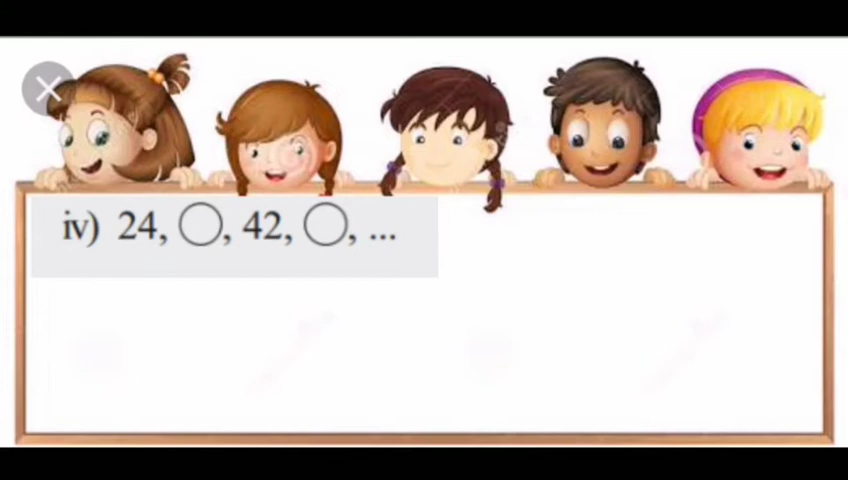 iv) 24, ◯, 42, ◯, ...